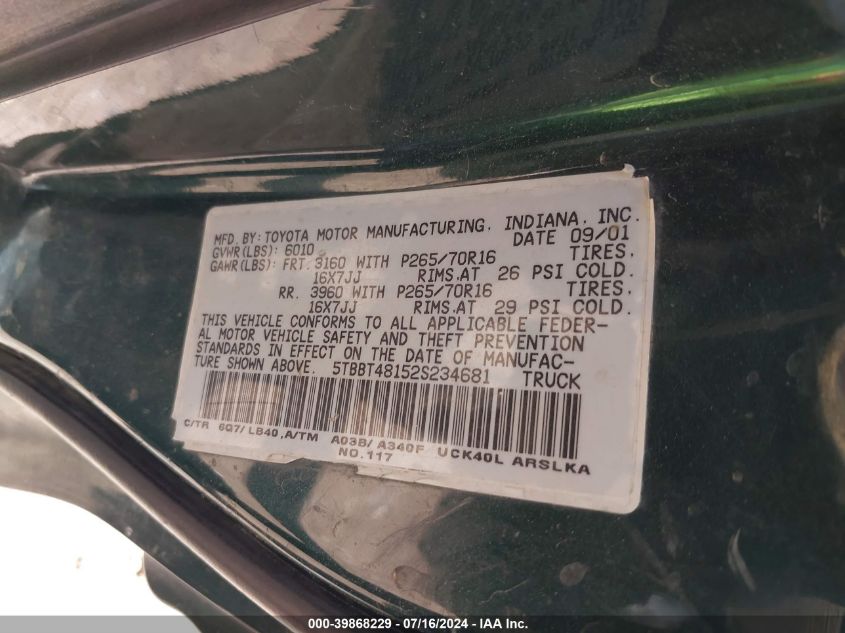 MFD. BY: TOYOTA MOTOR MANUFACTURING. INDIANA. INC.
DATE 09/01
GVWR(LBS): 6010
GAWR(LBS): FRT. 3160 WITH P265/70R16 TIRES,
16X7JJ RIMS.AT 26 PSI COLD.
RR. 3960 WITH P265/70R16 TIRES.
16X7JJ RIMS.AT 29 PSI COLD.
THIS VEHICLE CONFORMS TO ALL APPLICABLE FEDER-
AL MOTOR VEHICLE SAFETY AND THEFT PREVENTION
STANDARDS IN EFFECT ON THE DATE OF MANUFAC-
TURE SHOWN ABOVE. 5TBBT48152S234681 TRUCK
C/TR 6Q7/ LB40,A/TM A03B/ A340F UCK40L ARSLKA
NO.117
000-39868229 - 07/16/2024 - IAA Inc.